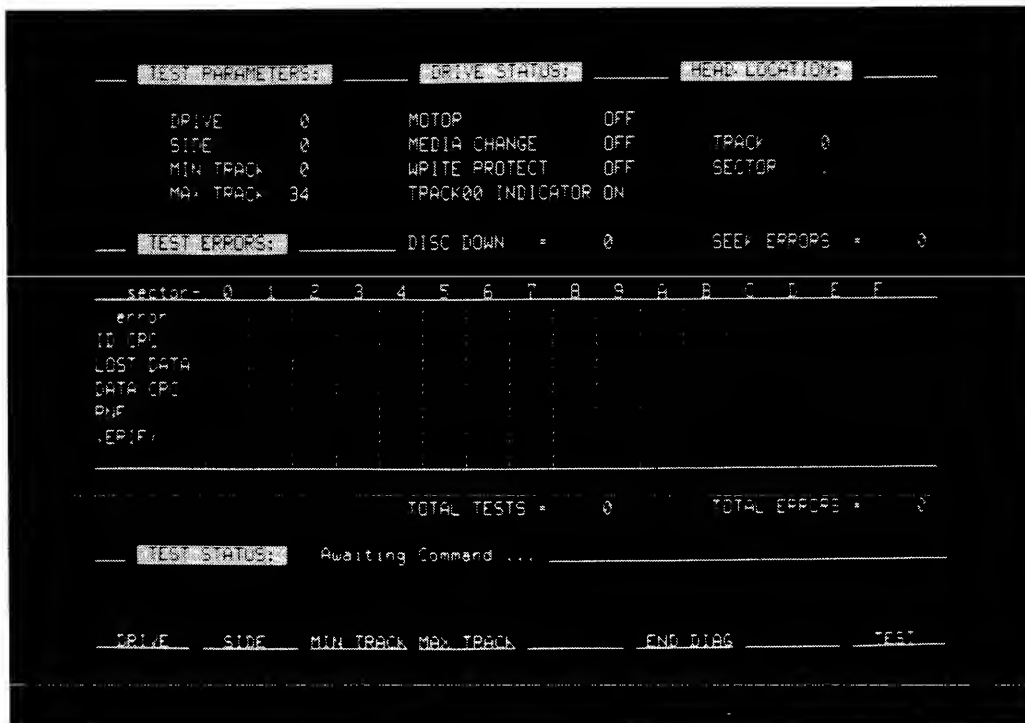 TEST PARAMETERS: DRIVE STATUS: HEAD LOCATION:
DRIVE 0 MOTOR OFF
SIDE 0 MEDIA CHANGE OFF TRACK 0
MIN TRACK 0 WRITE PROTECT OFF SECTOR
MAX TRACK 34 TRACK00 INDICATOR ON
TEST ERRORS: DISC DOWN = 0 SEEK ERRORS = 0
sector- 0 1 2 3 4 5 6 7 8 9 A B C D E F
error
ID CRC
LOST DATA
DATA CRC
RNF
VERIFY
TOTAL TESTS = 0 TOTAL ERRORS = 0
TEST STATUS: Awaiting Command ...
DRIVE SIDE MIN TRACK MAX TRACK END DIAG TEST